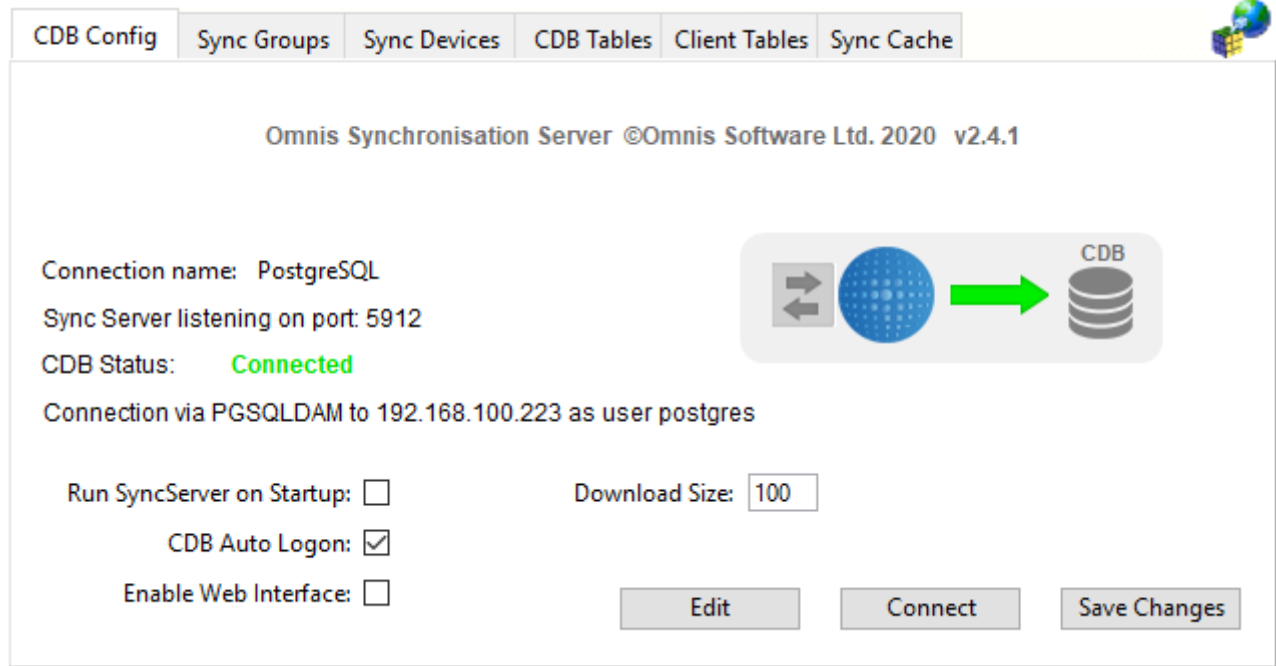 CDB Config Sync Groups Sync Devices CDB Tables Client Tables Sync Cache
Omnis Synchronisation Server ©Omnis Software Ltd. 2020 v2.4.1
CDB
Connection name: PostgreSQL
Sync Server listening on port: 5912
CDB Status: Connected
Connection via PGSQLDAM to 192.168.100.223 as user postgres
Run SyncServer on Startup: Download Size: 100
CDB Auto Logon:
Enable Web Interface:
Edit Connect Save Changes